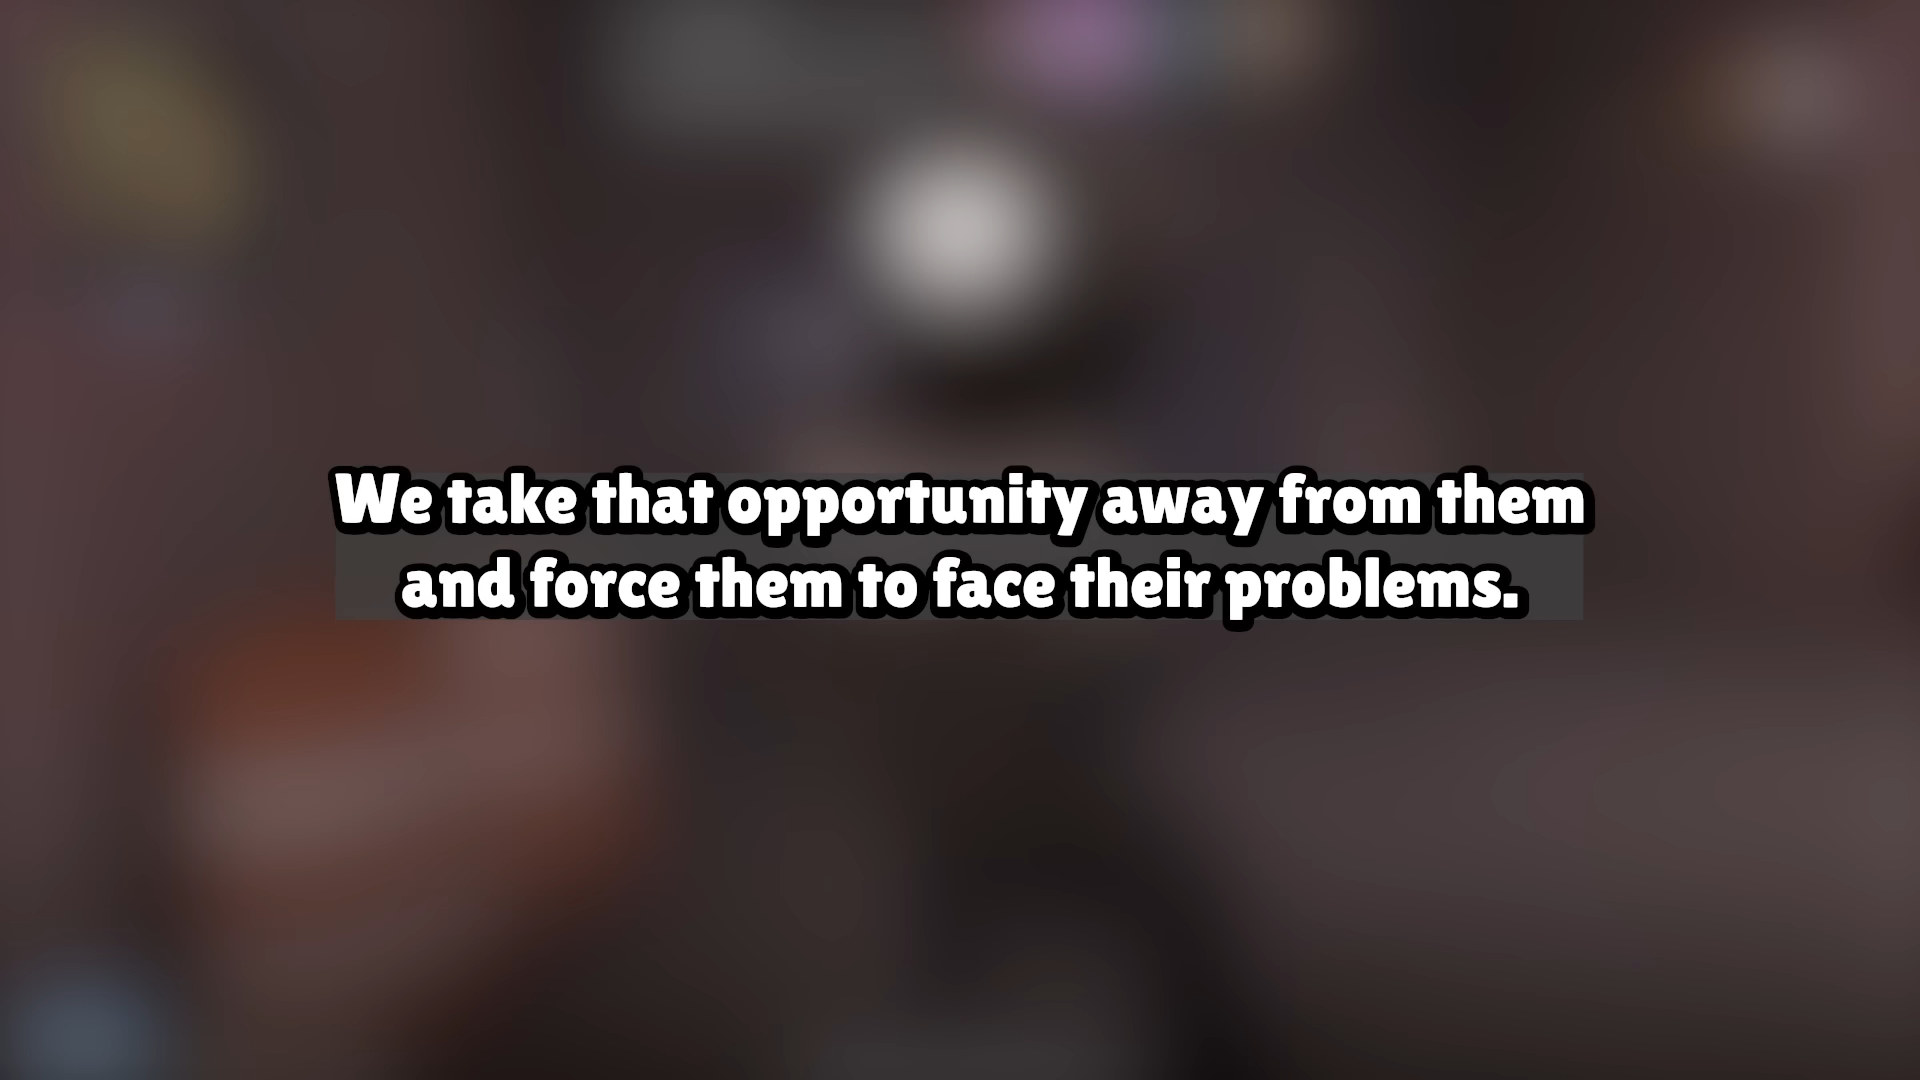 We take that opportunity away from them
and force them to face their problems.